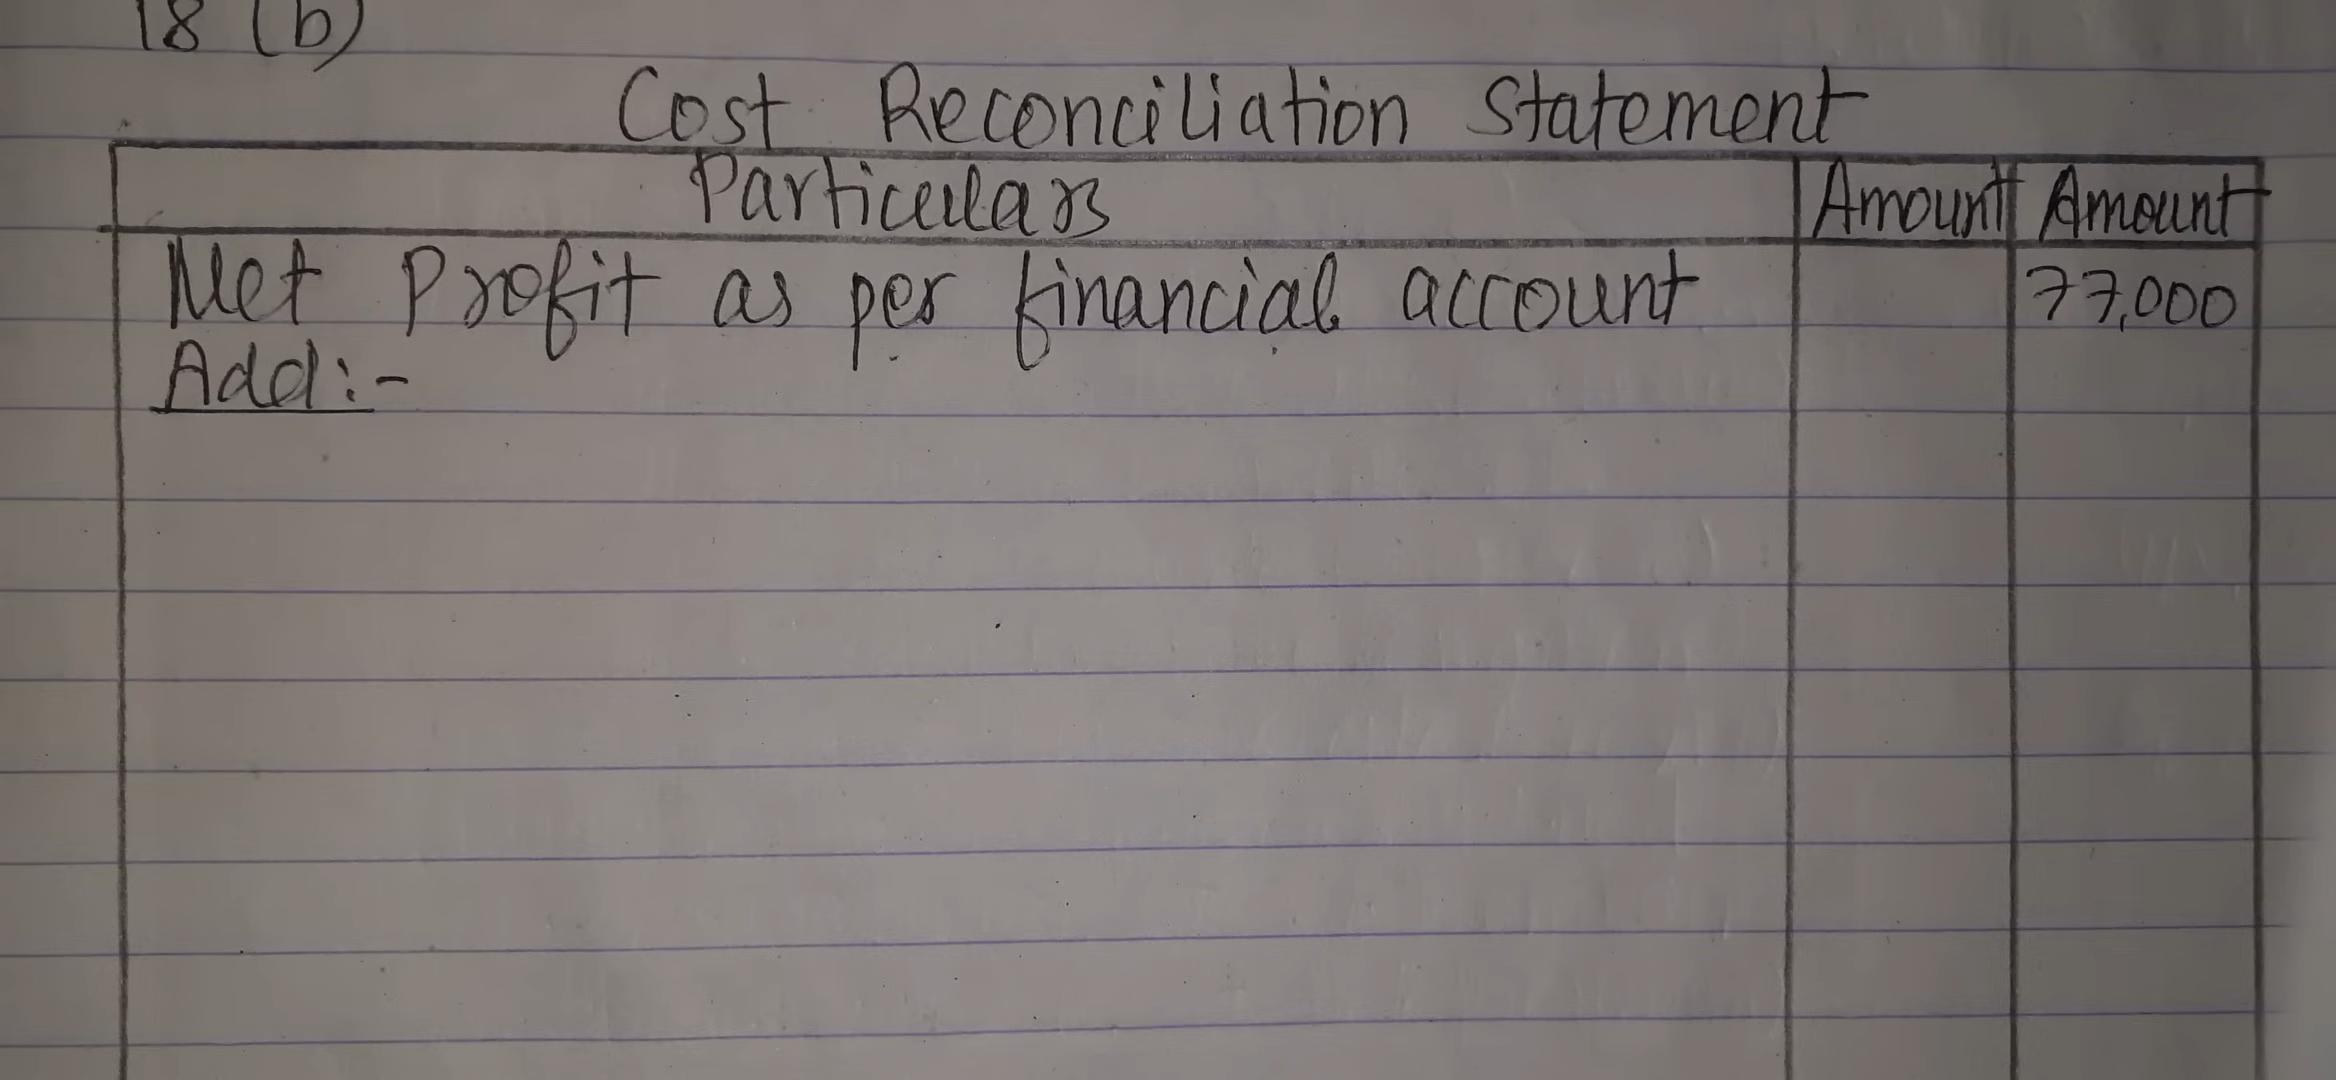 18 (b)
Cost Reconciliation Statement
Particulars Amount Amount
Net Profit as per financial account 77,000
Add:-